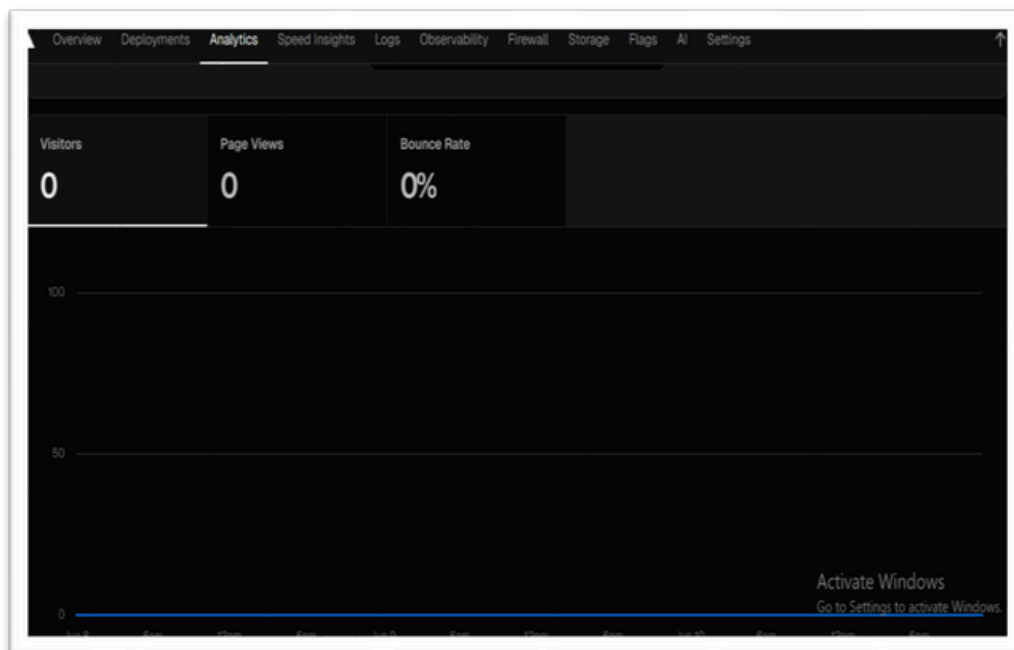 Overview Deployments Analytics Speed Insights Logs Observability Firewall Storage Flags AI Settings
Visitors Page Views Bounce Rate
0 0 0%
100
50
Activate Windows
Go to Settings to activate Windows.
0